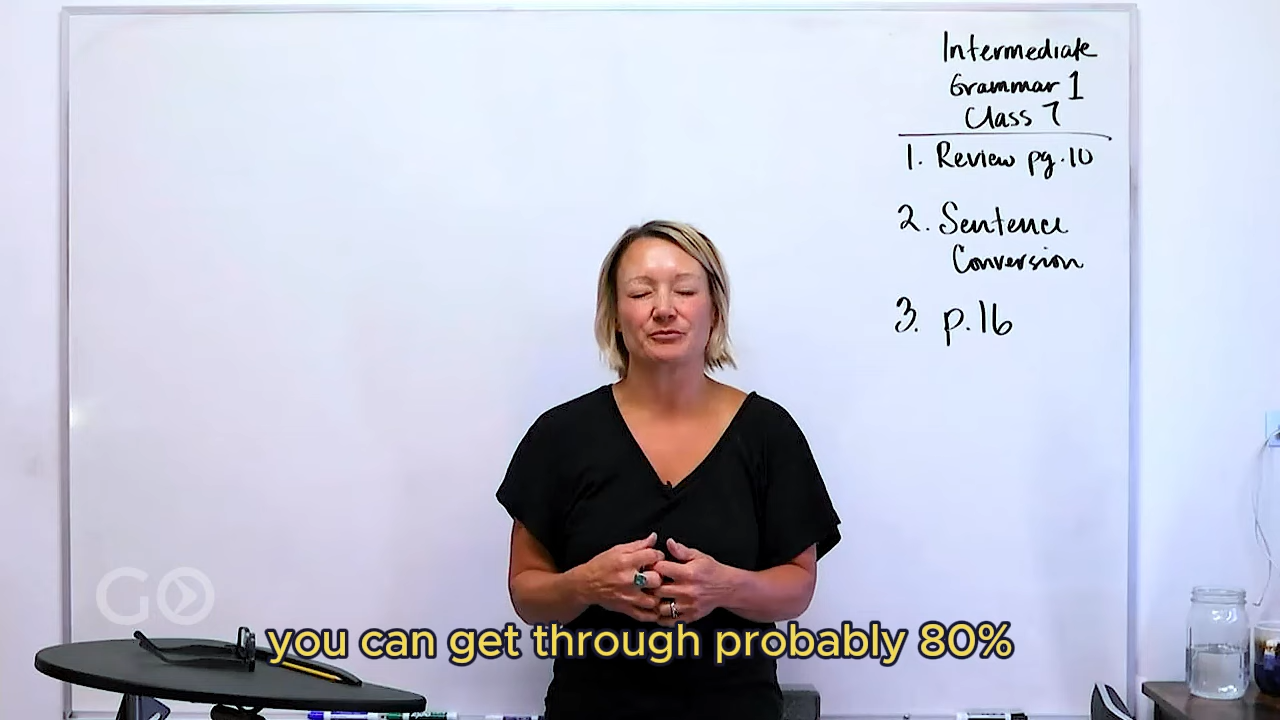 Intermediate
Grammar 1
Class 7
1. Review pg.10
2. Sentence
Conversion
3. p.16
GO
you can get through probably 80%